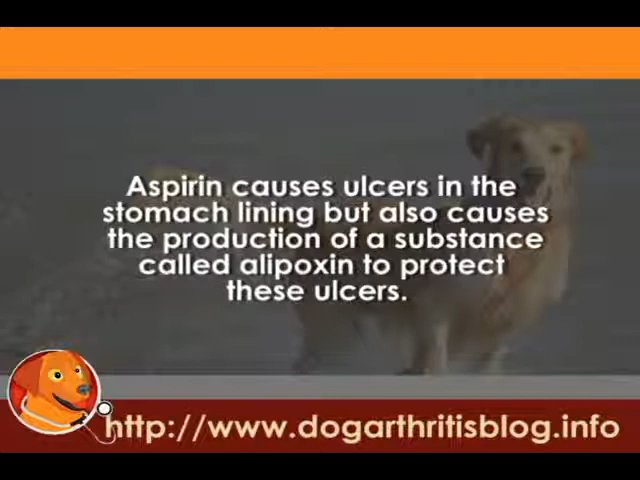 Aspirin causes ulcers in the
stomach lining but also causes
the production of a substance
called alipoxin to protect
these ulcers.
http://www.dogarthritisblog.info